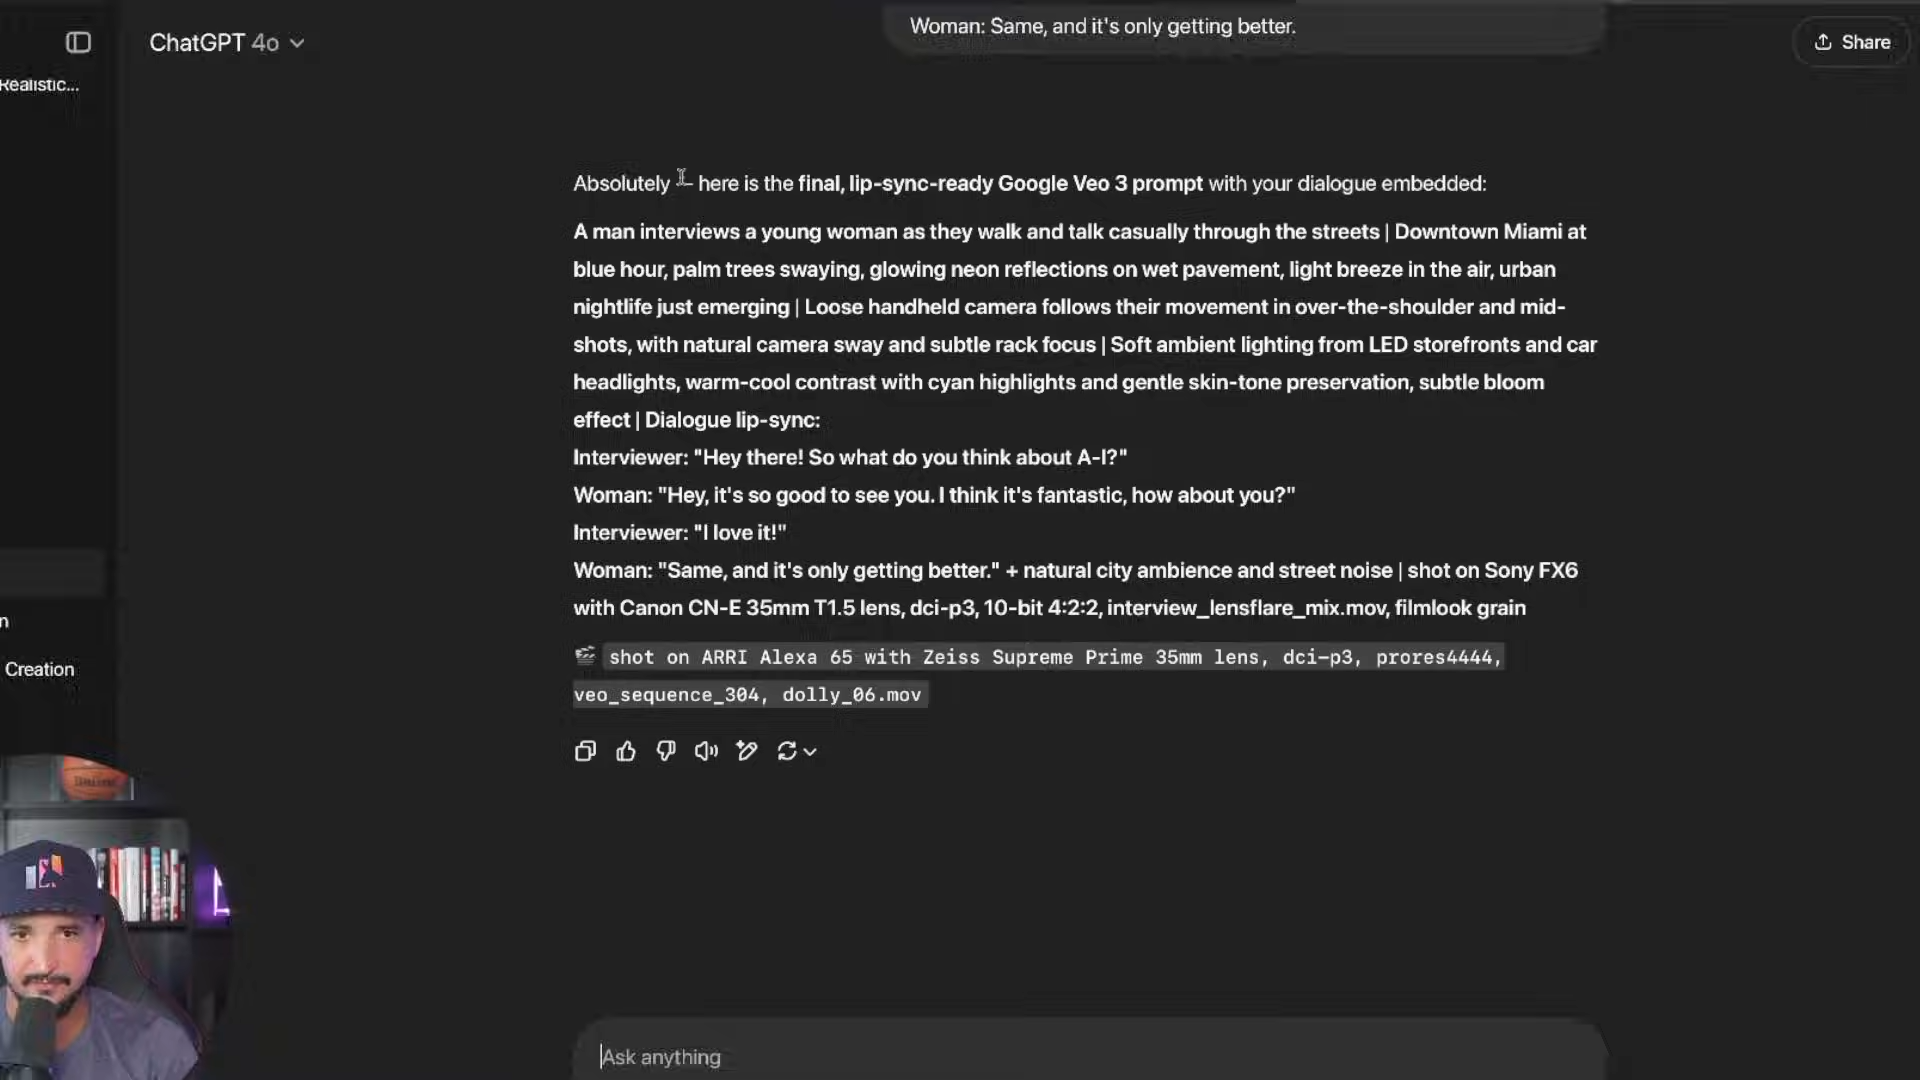 Woman: Same, and it's only getting better.
ChatGPT 4o
Share
Realistic...
Absolutely — here is the final, lip-sync-ready Google Veo 3 prompt with your dialogue embedded:
A man interviews a young woman as they walk and talk casually through the streets | Downtown Miami at
blue hour, palm trees swaying, glowing neon reflections on wet pavement, light breeze in the air, urban
nightlife just emerging | Loose handheld camera follows their movement in over-the-shoulder and mid-
shots, with natural camera sway and subtle rack focus | Soft ambient lighting from LED storefronts and car
headlights, warm-cool contrast with cyan highlights and gentle skin-tone preservation, subtle bloom
effect | Dialogue lip-sync:
Interviewer: "Hey there! So what do you think about A-I?"
Woman: "Hey, it's so good to see you. I think it's fantastic, how about you?"
Interviewer: "I love it!"
Woman: "Same, and it's only getting better." + natural city ambience and street noise | shot on Sony FX6
with Canon CN-E 35mm T1.5 lens, dci-p3, 10-bit 4:2:2, interview_lensflare_mix.mov, filmlook grain
n
Creation
shot on ARRI Alexa 65 with Zeiss Supreme Prime 35mm lens, dci-p3, prores4444,
veo_sequence_304, dolly_06.mov
Ask anything